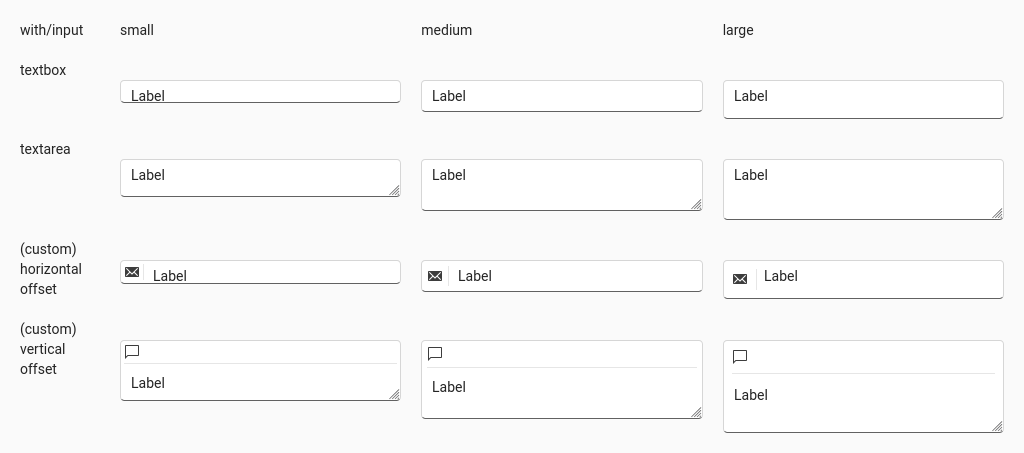 with/input small medium large
textbox
Label Label Label
textarea
Label Label Label
(custom)
horizontal
offset
Label Label Label
(custom)
vertical
offset
Label Label Label